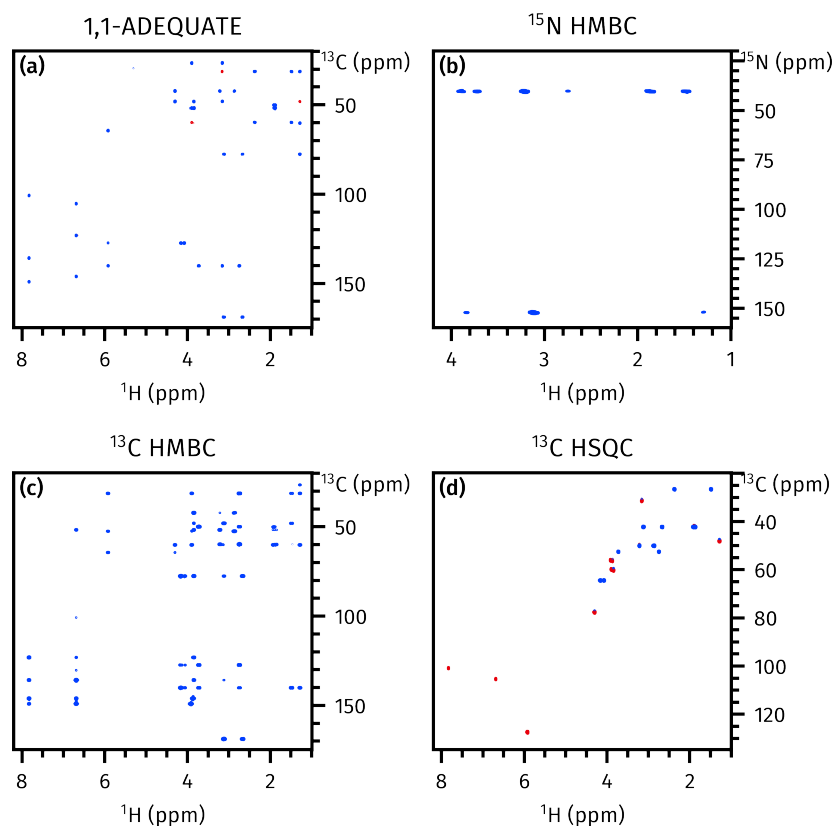 1,1-ADEQUATE
(a)
¹³C (ppm)
50
100
150
8
6
4
2
¹H (ppm)
¹⁵N HMBC
(b)
¹⁵N (ppm)
50
75
100
125
150
4
3
2
1
¹H (ppm)
¹³C HMBC
(c)
¹³C (ppm)
50
100
150
8
6
4
2
¹H (ppm)
¹³C HSQC
(d)
¹³C (ppm)
40
60
80
100
120
8
6
4
2
¹H (ppm)